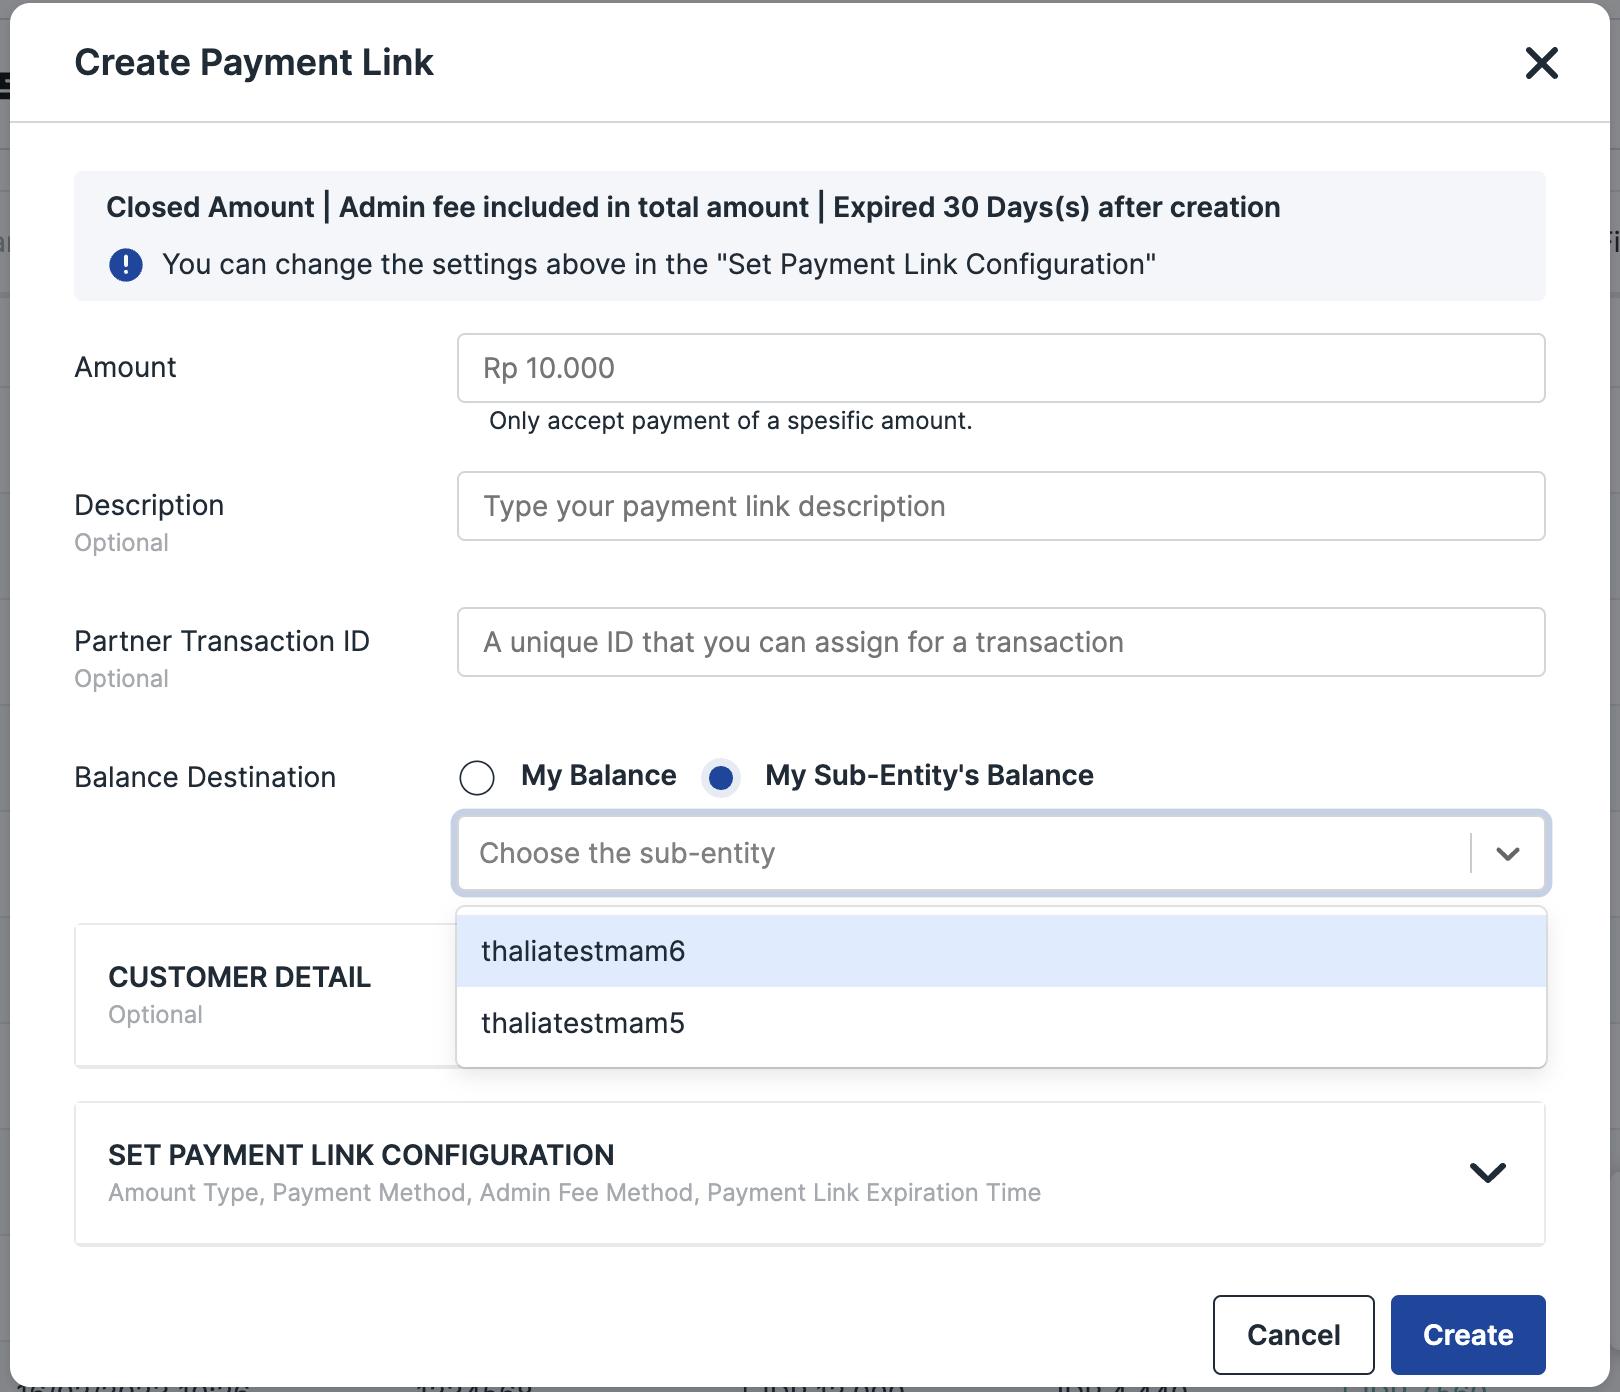 Create Payment Link
Closed Amount | Admin fee included in total amount | Expired 30 Days(s) after creation
You can change the settings above in the "Set Payment Link Configuration"
Amount
Rp 10.000
Only accept payment of a spesific amount.
Description
Optional
Type your payment link description
Partner Transaction ID
Optional
A unique ID that you can assign for a transaction
Balance Destination
My Balance
My Sub-Entity's Balance
Choose the sub-entity
thaliatestmam6
thaliatestmam5
CUSTOMER DETAIL
Optional
SET PAYMENT LINK CONFIGURATION
Amount Type, Payment Method, Admin Fee Method, Payment Link Expiration Time
Cancel
Create